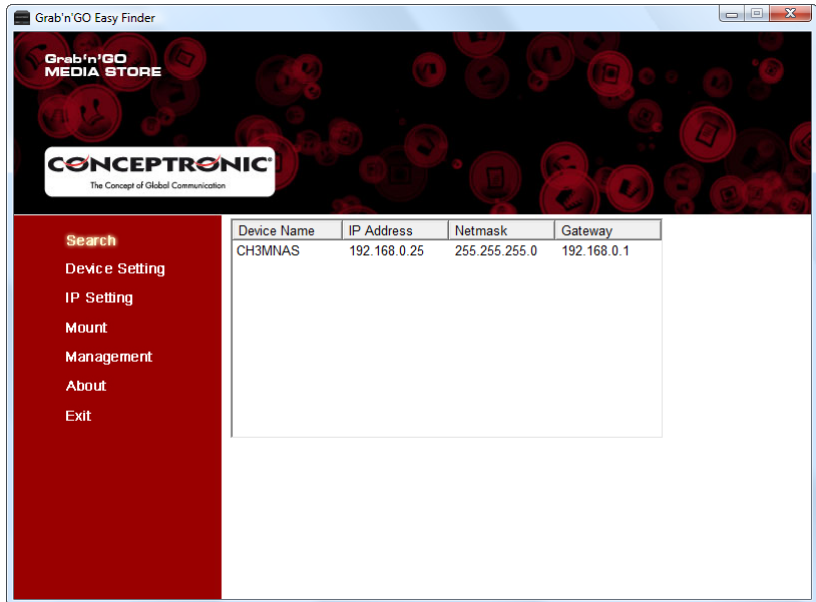 Grab'n'GO Easy Finder
Grab'n'GO
MEDIA STORE
CONCEPTRONIC®
The Concept of Global Communication
Search
Device Setting
IP Setting
Mount
Management
About
Exit
Device Name IP Address Netmask Gateway
CH3MNAS 192.168.0.25 255.255.255.0 192.168.0.1